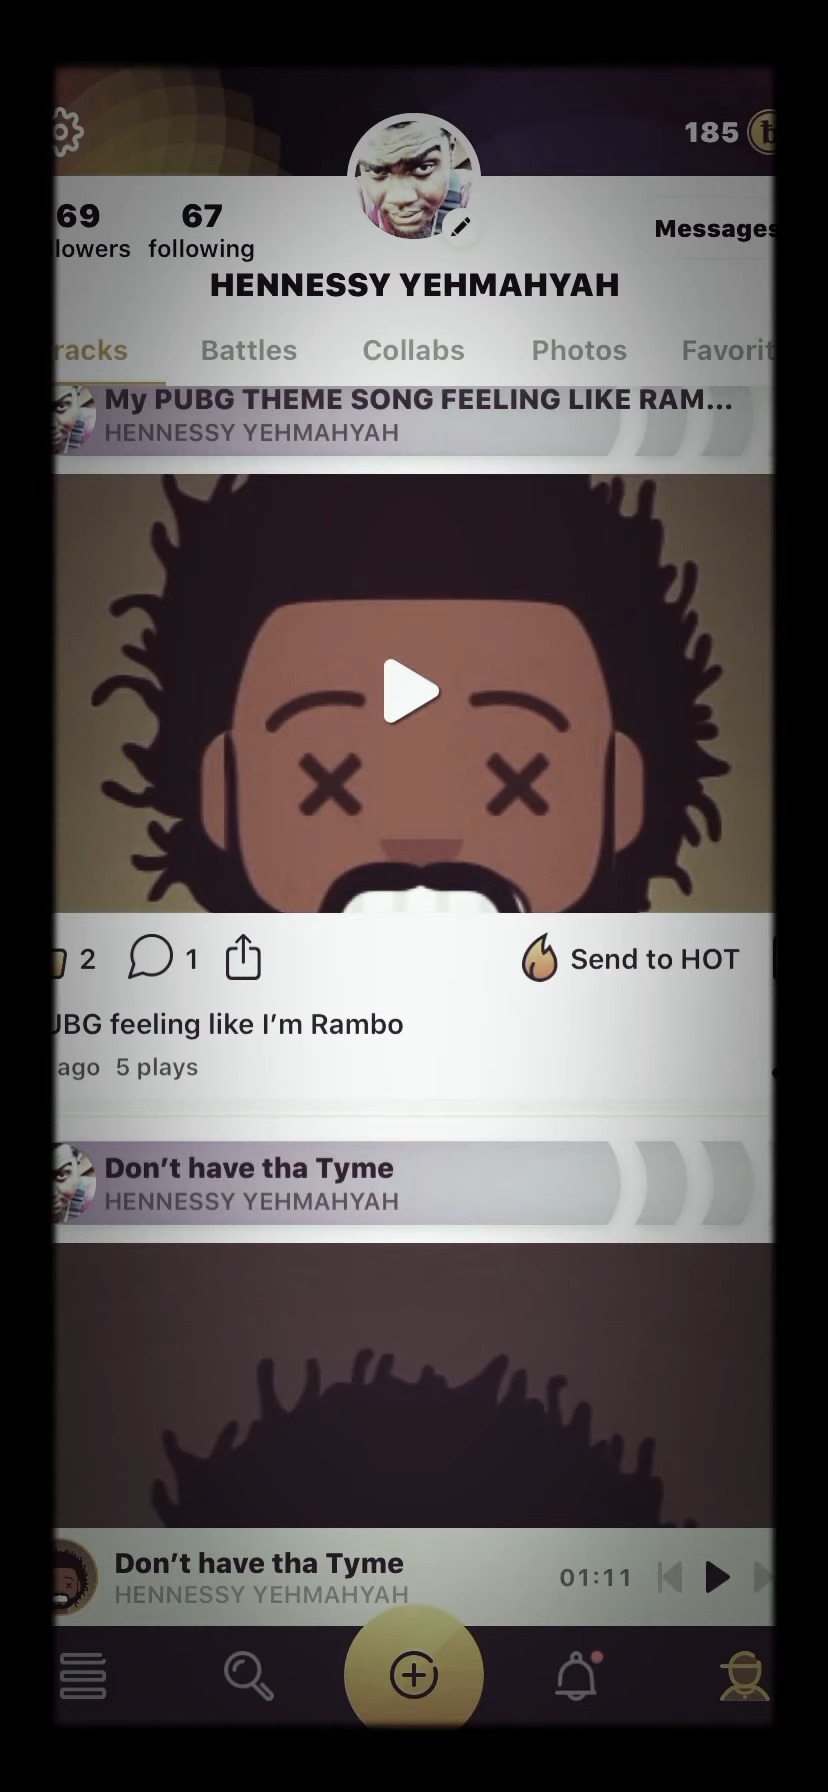 185
69 67
llowers following
Messages
HENNESSY YEHMAHYAH
racks Battles Collabs Photos Favorit
My PUBG THEME SONG FEELING LIKE RAM...
HENNESSY YEHMAHYAH
2 1 Send to HOT
UBG feeling like I’m Rambo
ago 5 plays
Don’t have tha Tyme
HENNESSY YEHMAHYAH
Don’t have tha Tyme
01:11
HENNESSY YEHMAHYAH